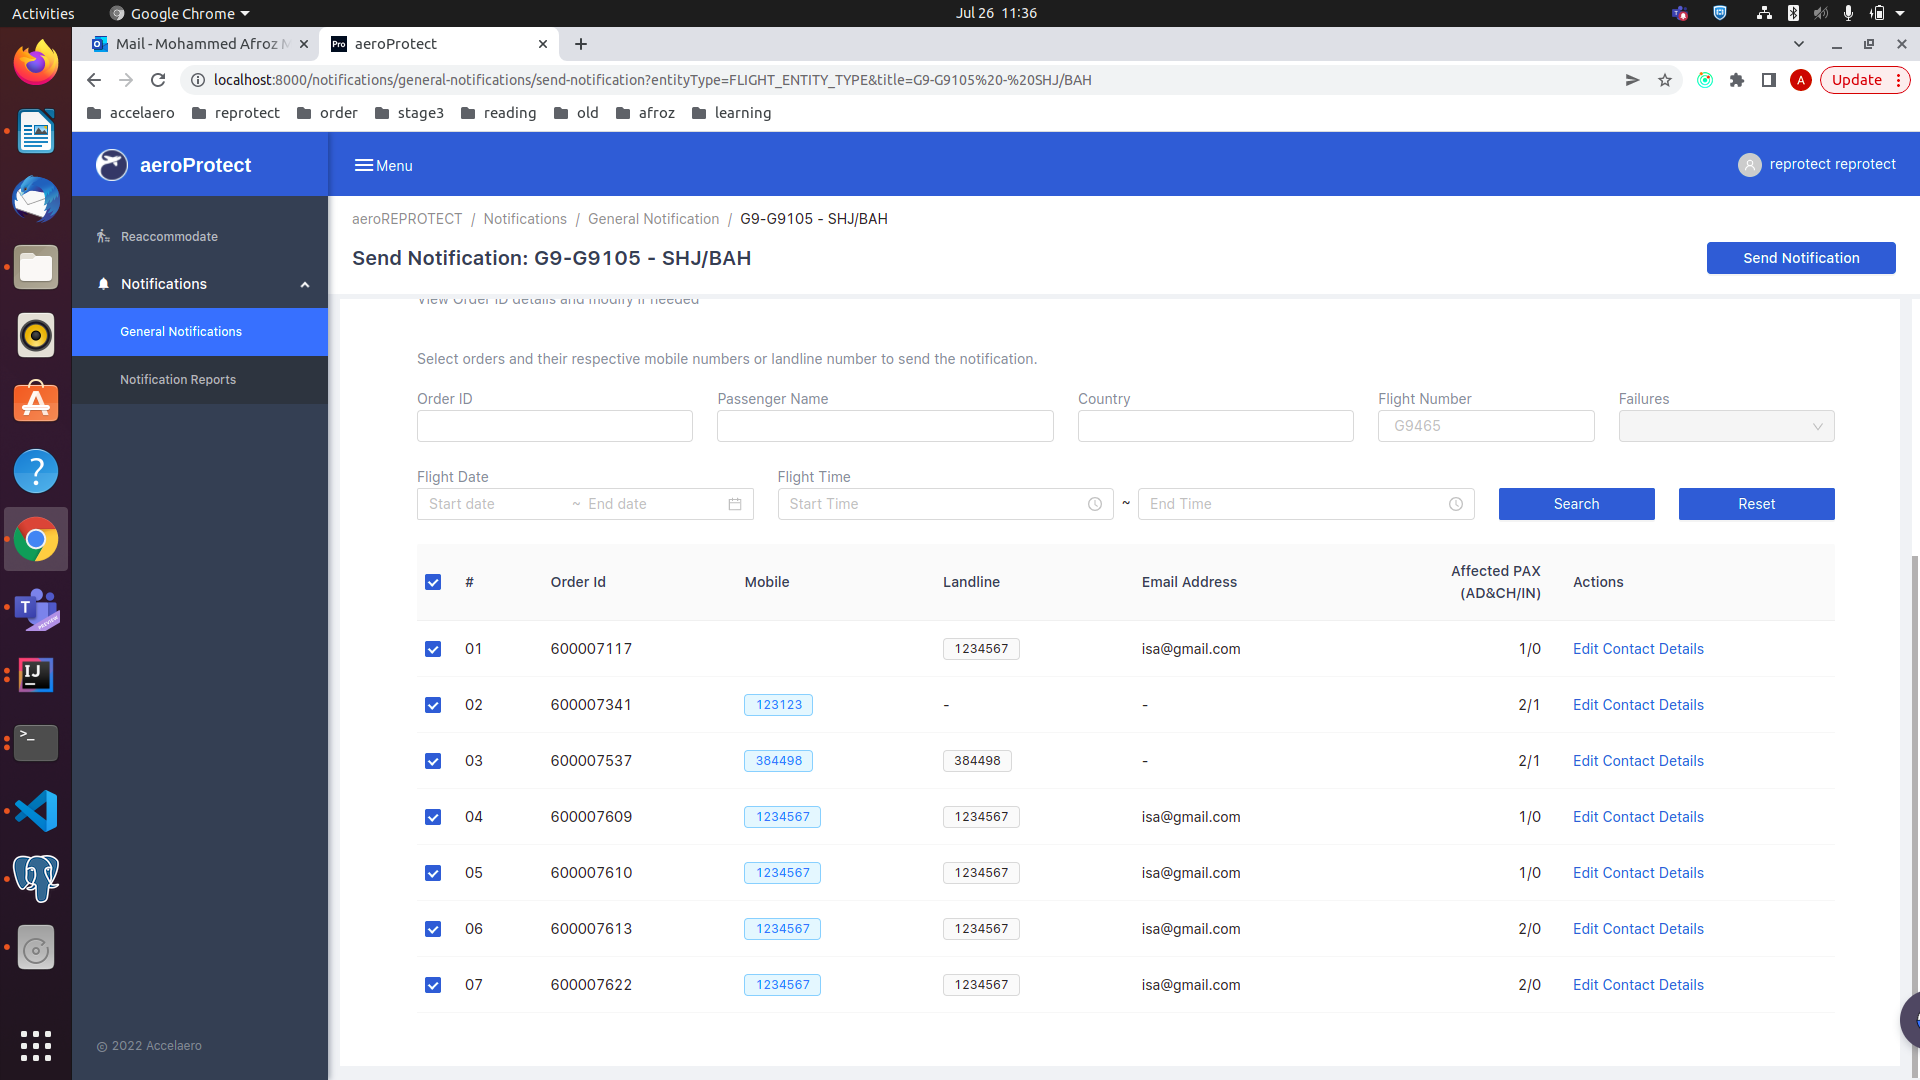 Activities Google Chrome Jul 26 11:36
Mail - Mohammed Afroz M aeroProtect
localhost:8000/notifications/general-notifications/send-notification?entityType=FLIGHT_ENTITY_TYPE&title=G9-G9105%20-%20SHJ/BAH A Update
accelaero reprotect order stage3 reading old afroz learning
aeroProtect Menu reprotect reprotect
aeroREPROTECT / Notifications / General Notification / G9-G9105 - SHJ/BAH
Reaccommodate
Send Notification: G9-G9105 - SHJ/BAH Send Notification
Notifications
General Notifications
Notification Reports
View Order ID details and modify if needed
Select orders and their respective mobile numbers or landline number to send the notification.
Order ID Passenger Name Country Flight Number Failures
G9465
Flight Date Flight Time
Start date ~ End date Start Time ~ End Time Search Reset
# Order Id Mobile Landline Email Address Affected PAX (AD&CH/IN) Actions
01 600007117 1234567 isa@gmail.com 1/0 Edit Contact Details
02 600007341 123123 - - 2/1 Edit Contact Details
03 600007537 384498 384498 - 2/1 Edit Contact Details
04 600007609 1234567 1234567 isa@gmail.com 1/0 Edit Contact Details
05 600007610 1234567 1234567 isa@gmail.com 1/0 Edit Contact Details
06 600007613 1234567 1234567 isa@gmail.com 2/0 Edit Contact Details
07 600007622 1234567 1234567 isa@gmail.com 2/0 Edit Contact Details
© 2022 Accelaero